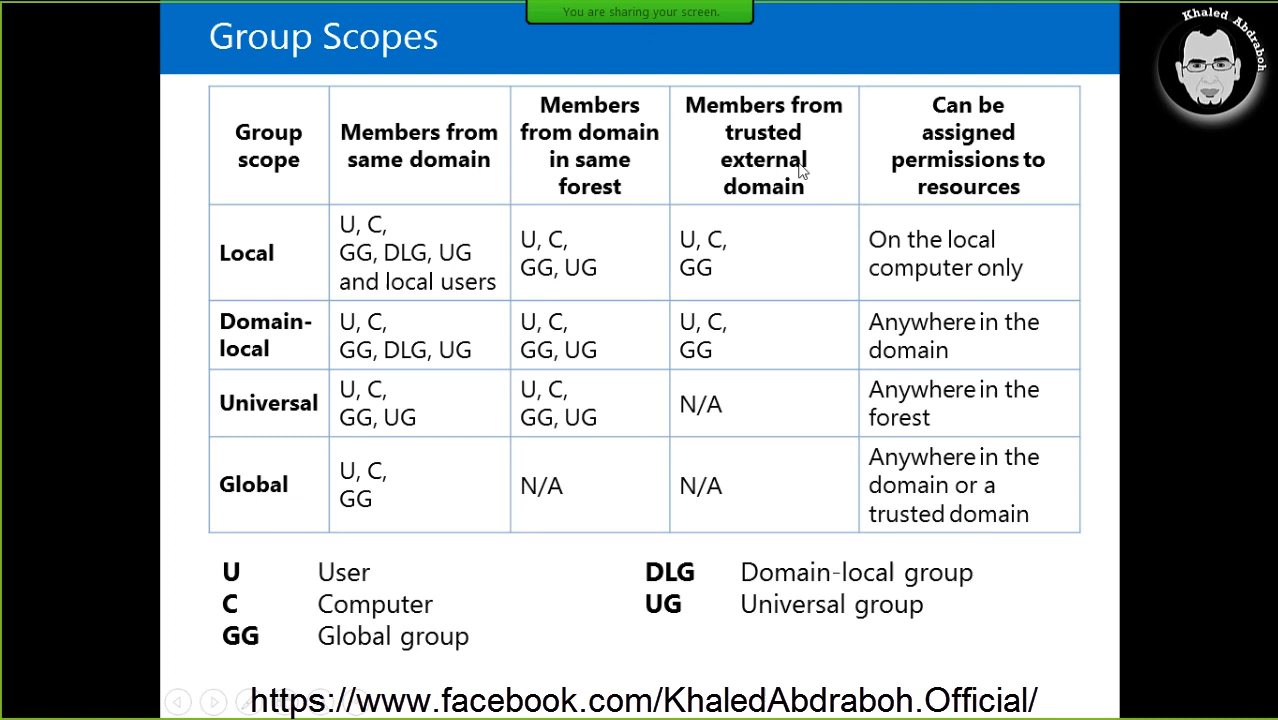 You are sharing your screen.
Khaled Abdraboh
Group Scopes
Group scope
Members from same domain
Members from domain in same forest
Members from trusted external domain
Can be assigned permissions to resources
Local
U, C,
GG, DLG, UG
and local users
U, C,
GG, UG
U, C,
GG
On the local
computer only
Domain-
local
U, C,
GG, DLG, UG
U, C,
GG, UG
U, C,
GG
Anywhere in the
domain
Universal
U, C,
GG, UG
U, C,
GG, UG
N/A
Anywhere in the
forest
Global
U, C,
GG
N/A
N/A
Anywhere in the
domain or a
trusted domain
U User
C Computer
GG Global group
DLG Domain-local group
UG Universal group
https://www.facebook.com/KhaledAbdraboh.Official/